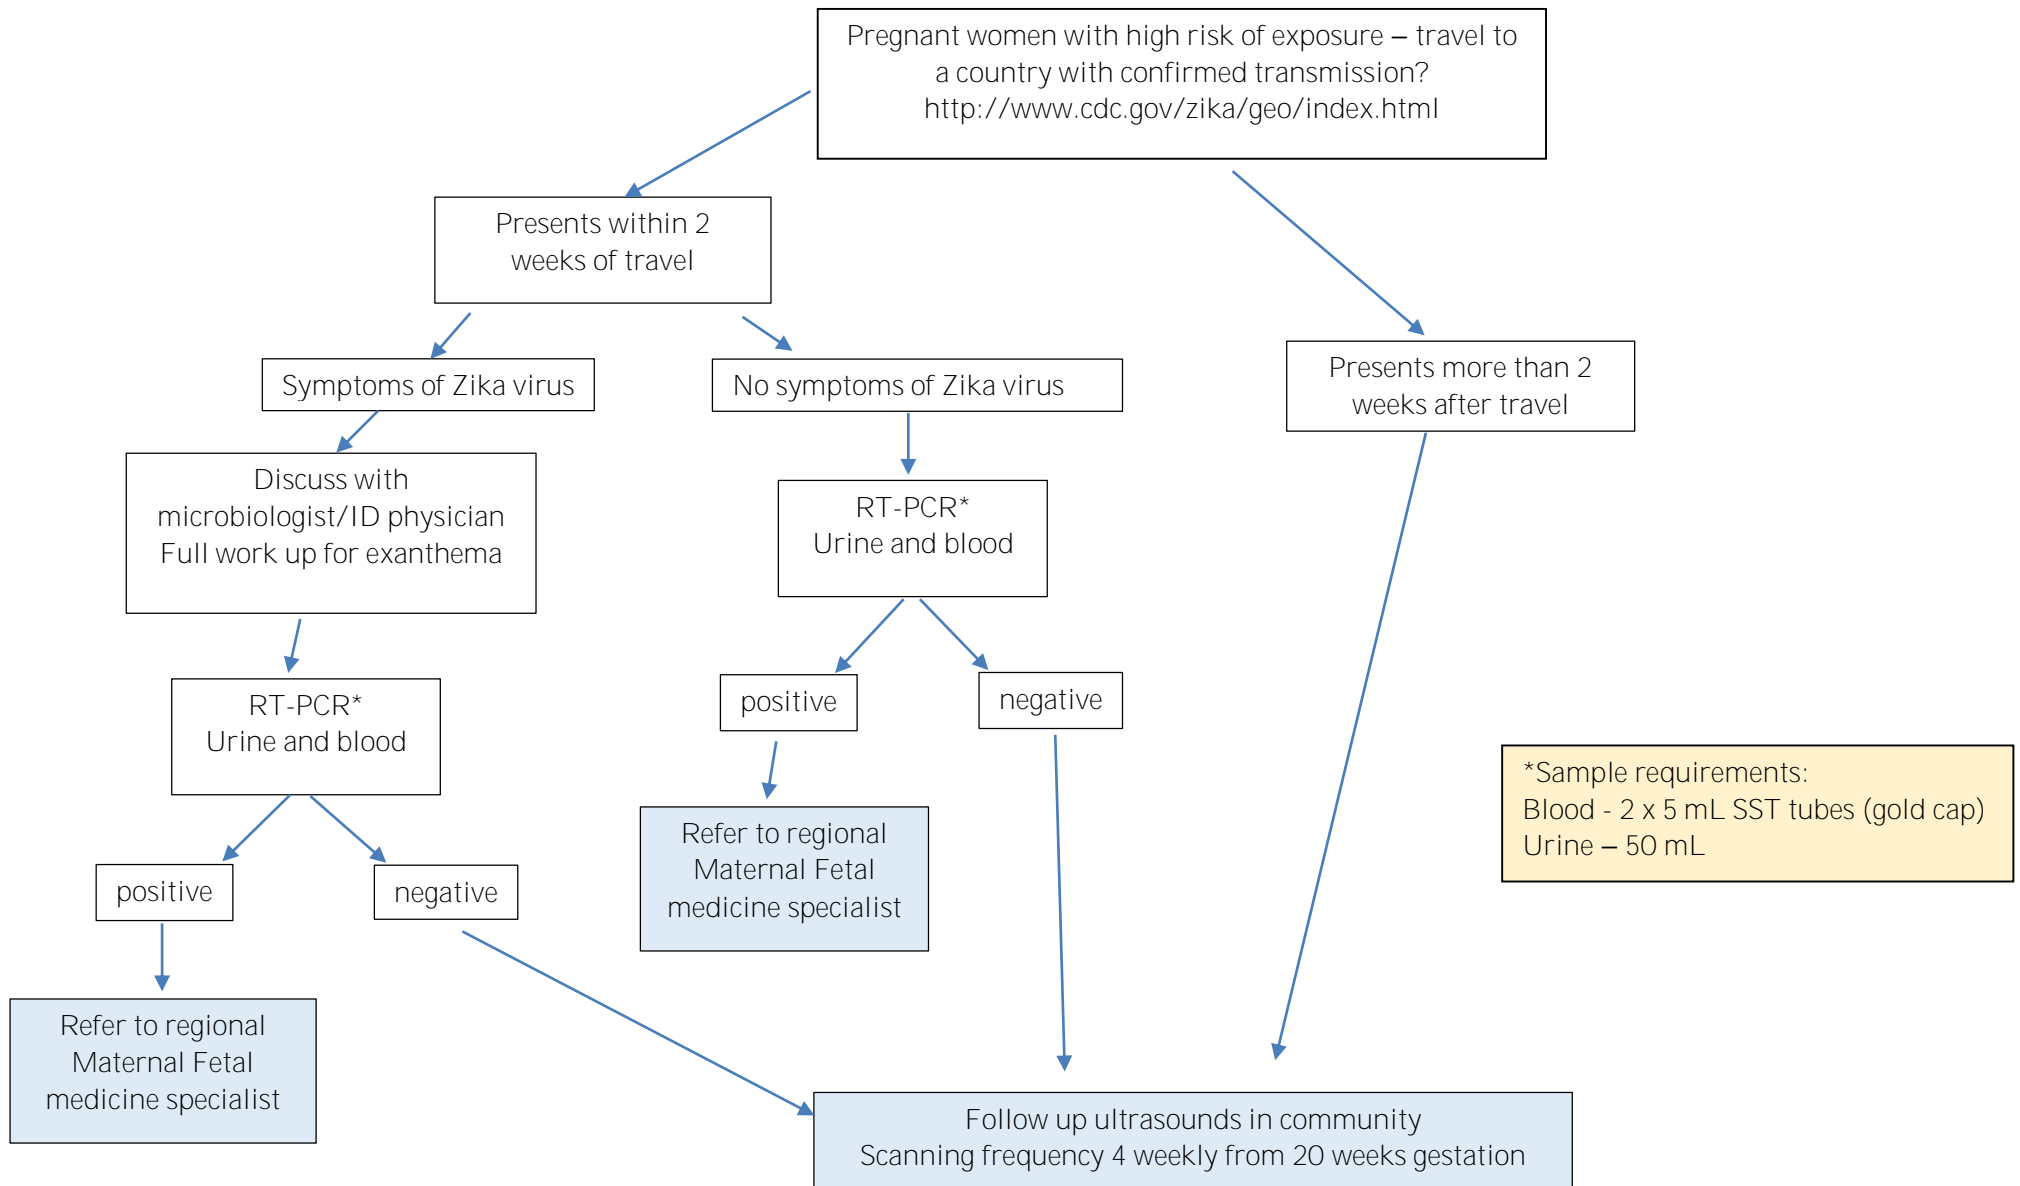 Pregnant women with high risk of exposure – travel to
a country with confirmed transmission?
http://www.cdc.gov/zika/geo/index.html
Presents within 2
weeks of travel
Symptoms of Zika virus
No symptoms of Zika virus
Presents more than 2
weeks after travel
Discuss with
microbiologist/ID physician
Full work up for exanthema
RT-PCR*
Urine and blood
RT-PCR*
Urine and blood
positive
negative
positive
negative
*Sample requirements:
Blood - 2 x 5 mL SST tubes (gold cap)
Urine – 50 mL
Refer to regional
Maternal Fetal
medicine specialist
Refer to regional
Maternal Fetal
medicine specialist
Follow up ultrasounds in community
Scanning frequency 4 weekly from 20 weeks gestation